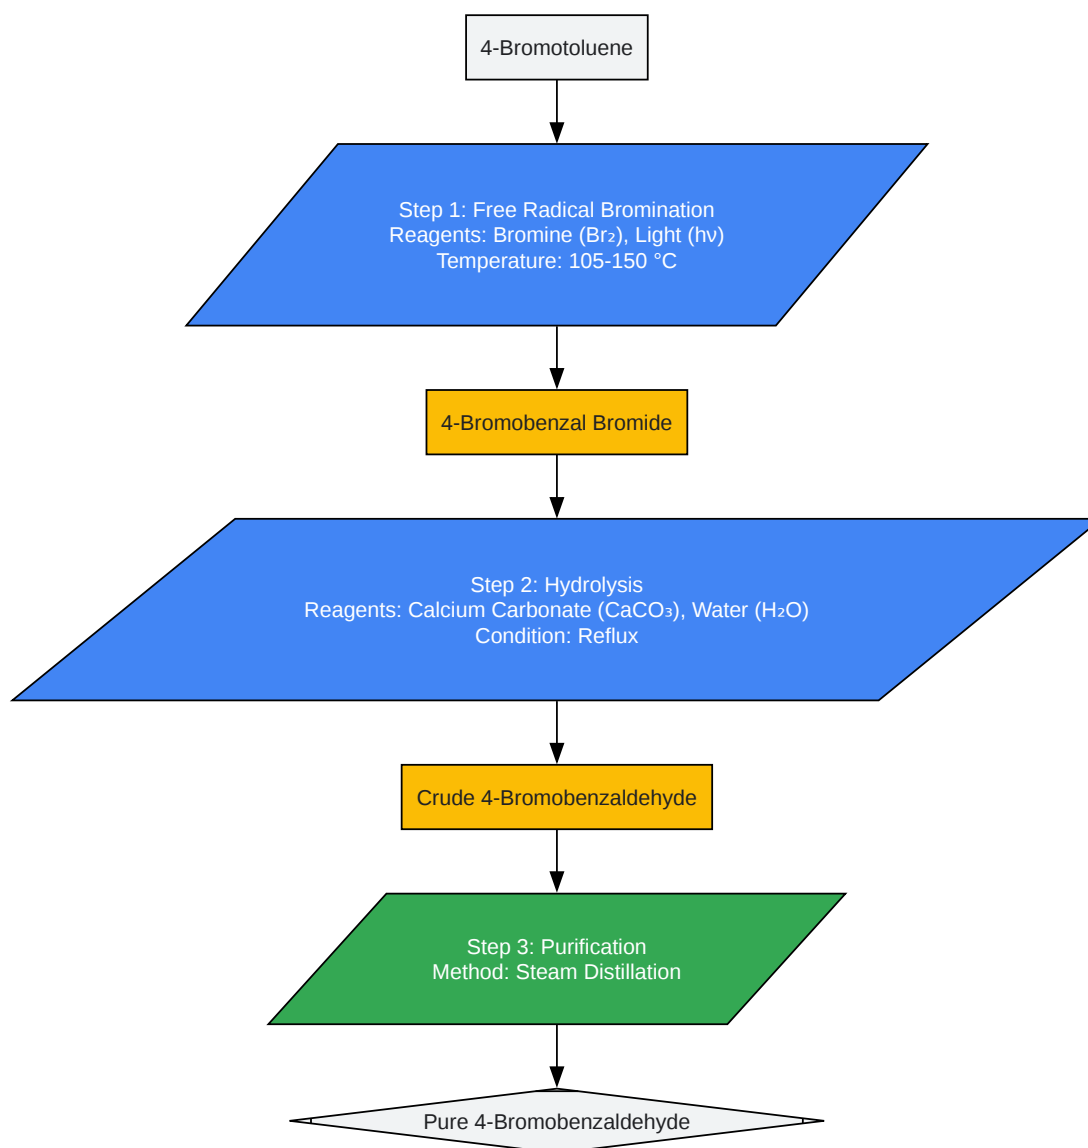 4-Bromotoluene
Step 1: Free Radical Bromination
Reagents: Bromine (Br₂), Light (hν)
Temperature: 105-150 °C
4-Bromobenzal Bromide
Step 2: Hydrolysis
Reagents: Calcium Carbonate (CaCO₃), Water (H₂O)
Condition: Reflux
Crude 4-Bromobenzaldehyde
Step 3: Purification
Method: Steam Distillation
Pure 4-Bromobenzaldehyde